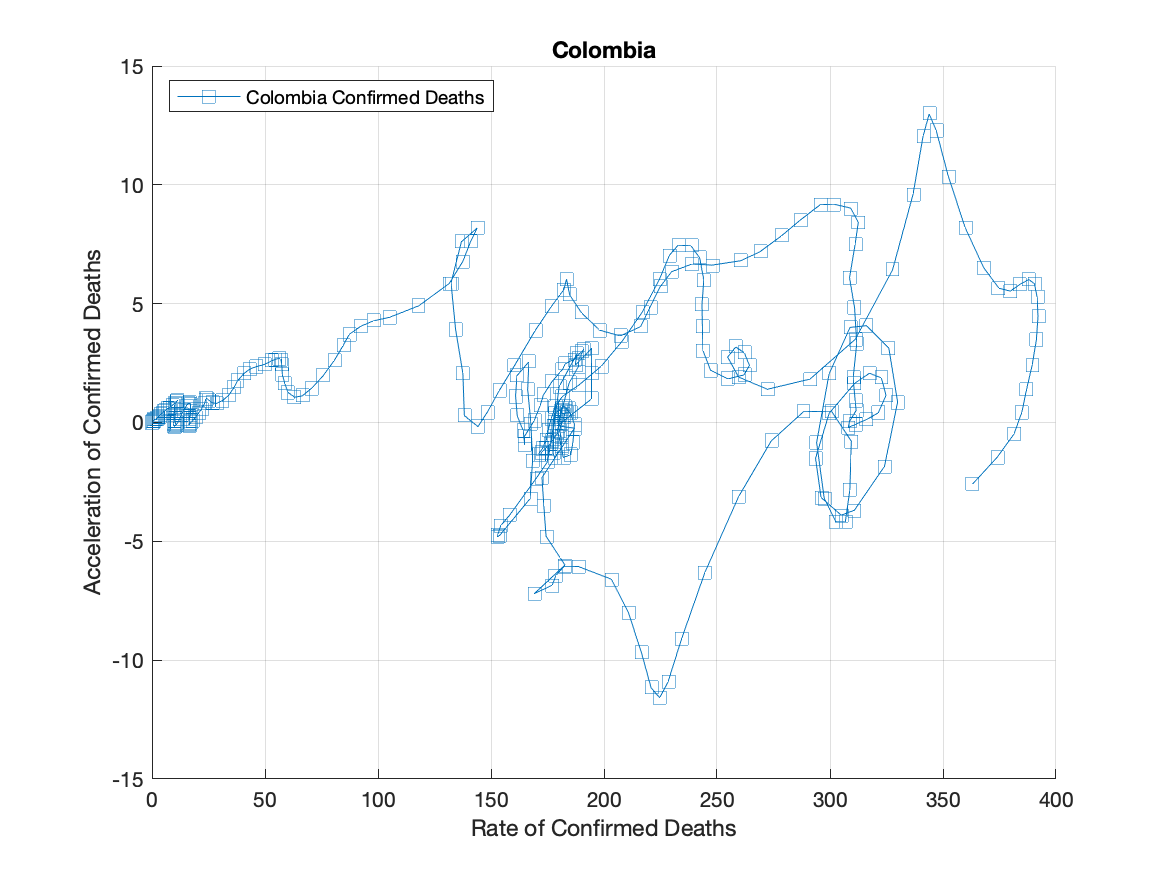 Colombia
Colombia Confirmed Deaths
15
10
5
0
-5
-10
-15
Acceleration of Confirmed Deaths
0 50 100 150 200 250 300 350 400
Rate of Confirmed Deaths